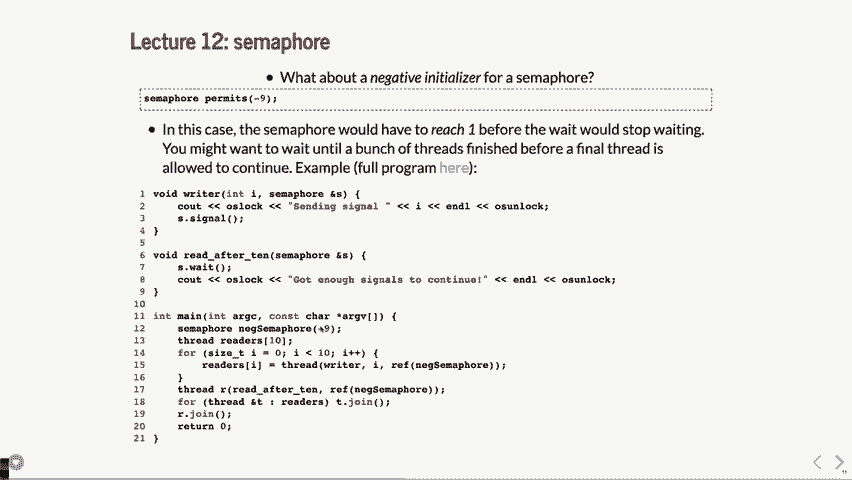 Lecture 12: semaphore
• What about a negative initializer for a semaphore?
semaphore permits(-9);
• In this case, the semaphore would have to reach 1 before the wait would stop waiting.
You might want to wait until a bunch of threads finished before a final thread is
allowed to continue. Example (full program here):
1 void writer(int i, semaphore &s) {
2     cout << oslock << "Sending signal " << i << endl << osunlock;
3     s.signal();
4 }
5
6 void read_after_ten(semaphore &s) {
7     s.wait();
8     cout << oslock << "Got enough signals to continue!" << endl << osunlock;
9 }
10
11 int main(int argc, const char *argv[]) {
12     semaphore negSemaphore(-9);
13     thread readers[10];
14     for (size_t i = 0; i < 10; i++) {
15         readers[i] = thread(writer, i, ref(negSemaphore));
16     }
17     thread r(read_after_ten, ref(negSemaphore));
18     for (thread &t : readers) t.join();
19     r.join();
20     return 0;
21 }